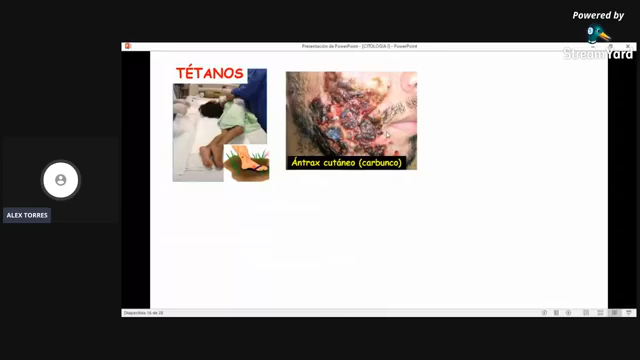 Powered by
StreamYard
Presentación de PowerPoint - [CITOLOGIA I] - PowerPoint
TÉTANOS
Ántrax cutáneo (carbunco)
ALEX TORRES
Diapositiva 16 de 28